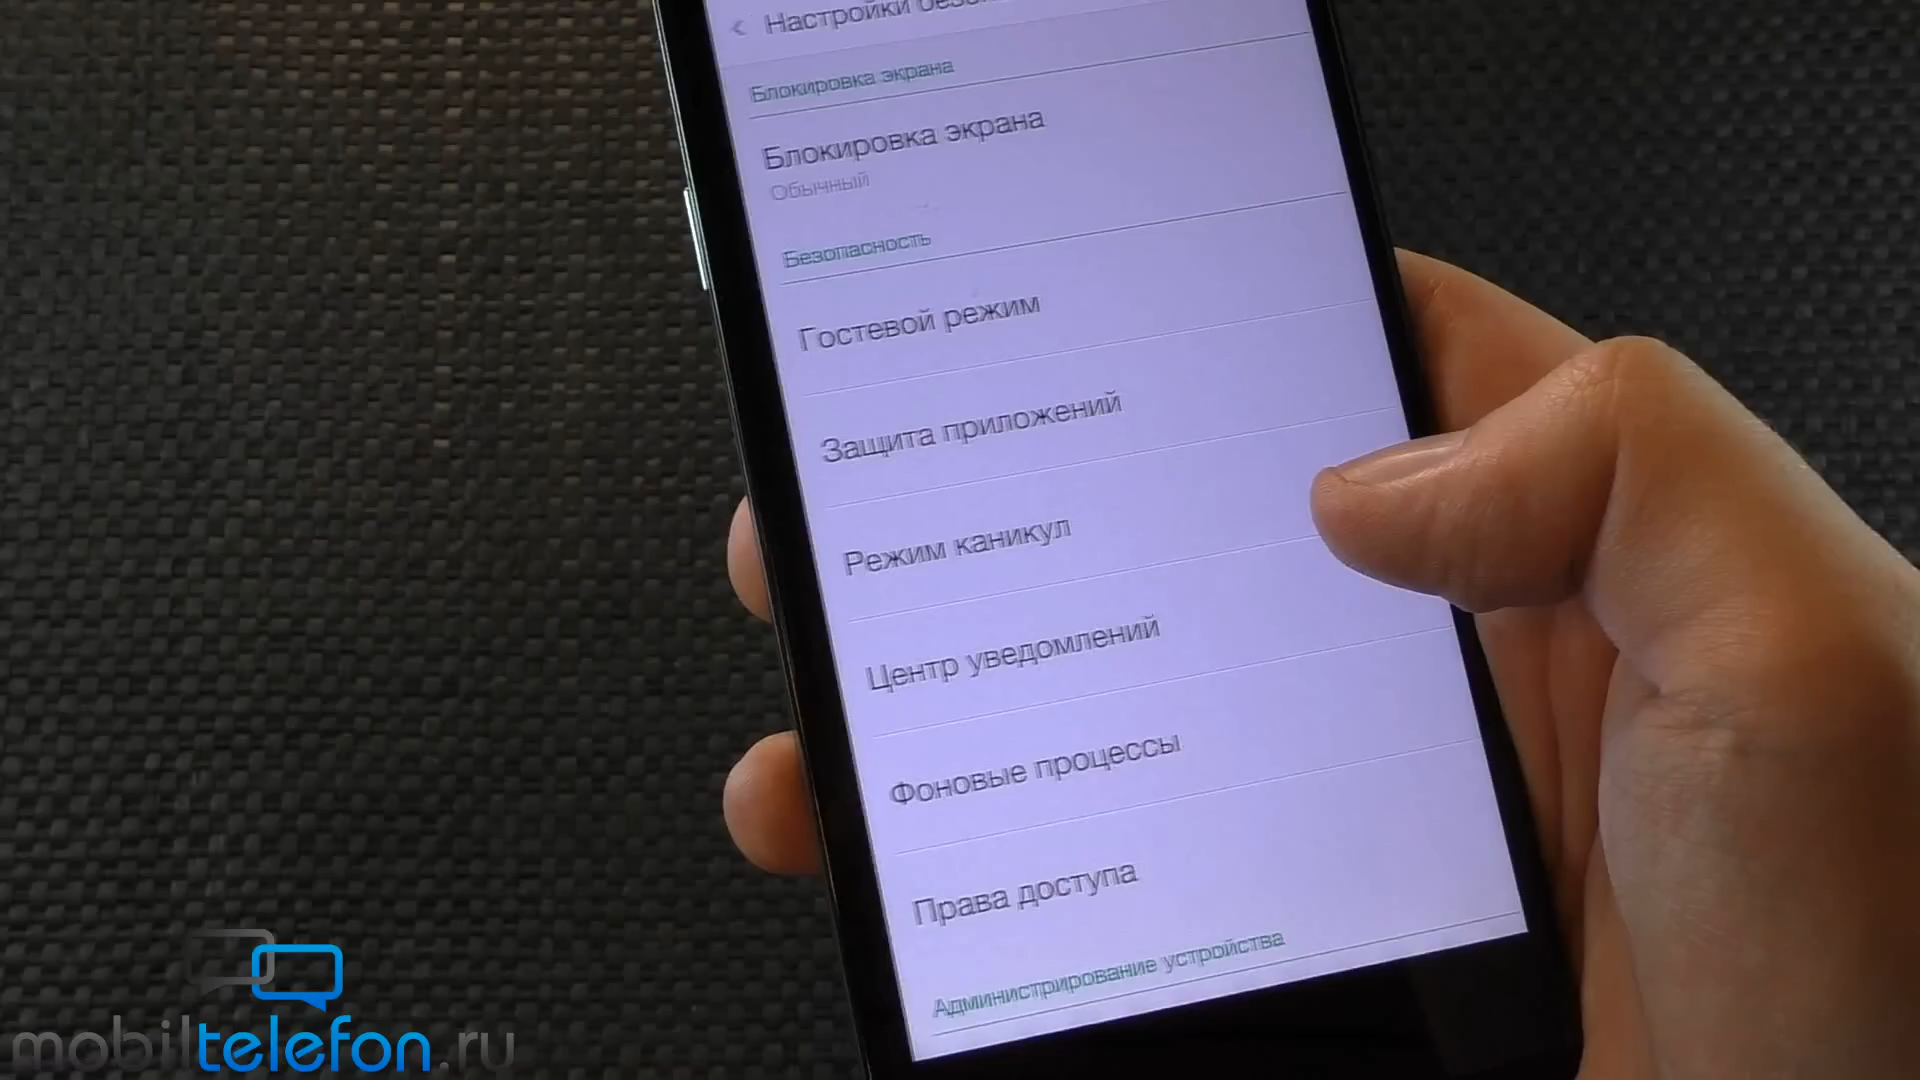 Настройки
Блокировка экрана
Блокировка экрана
Обычный
Безопасность
Гостевой режим
Защита приложений
Режим каникул
Центр уведомлений
Фоновые процессы
Права доступа
Администрирование устройства
mobiltelefon.ru